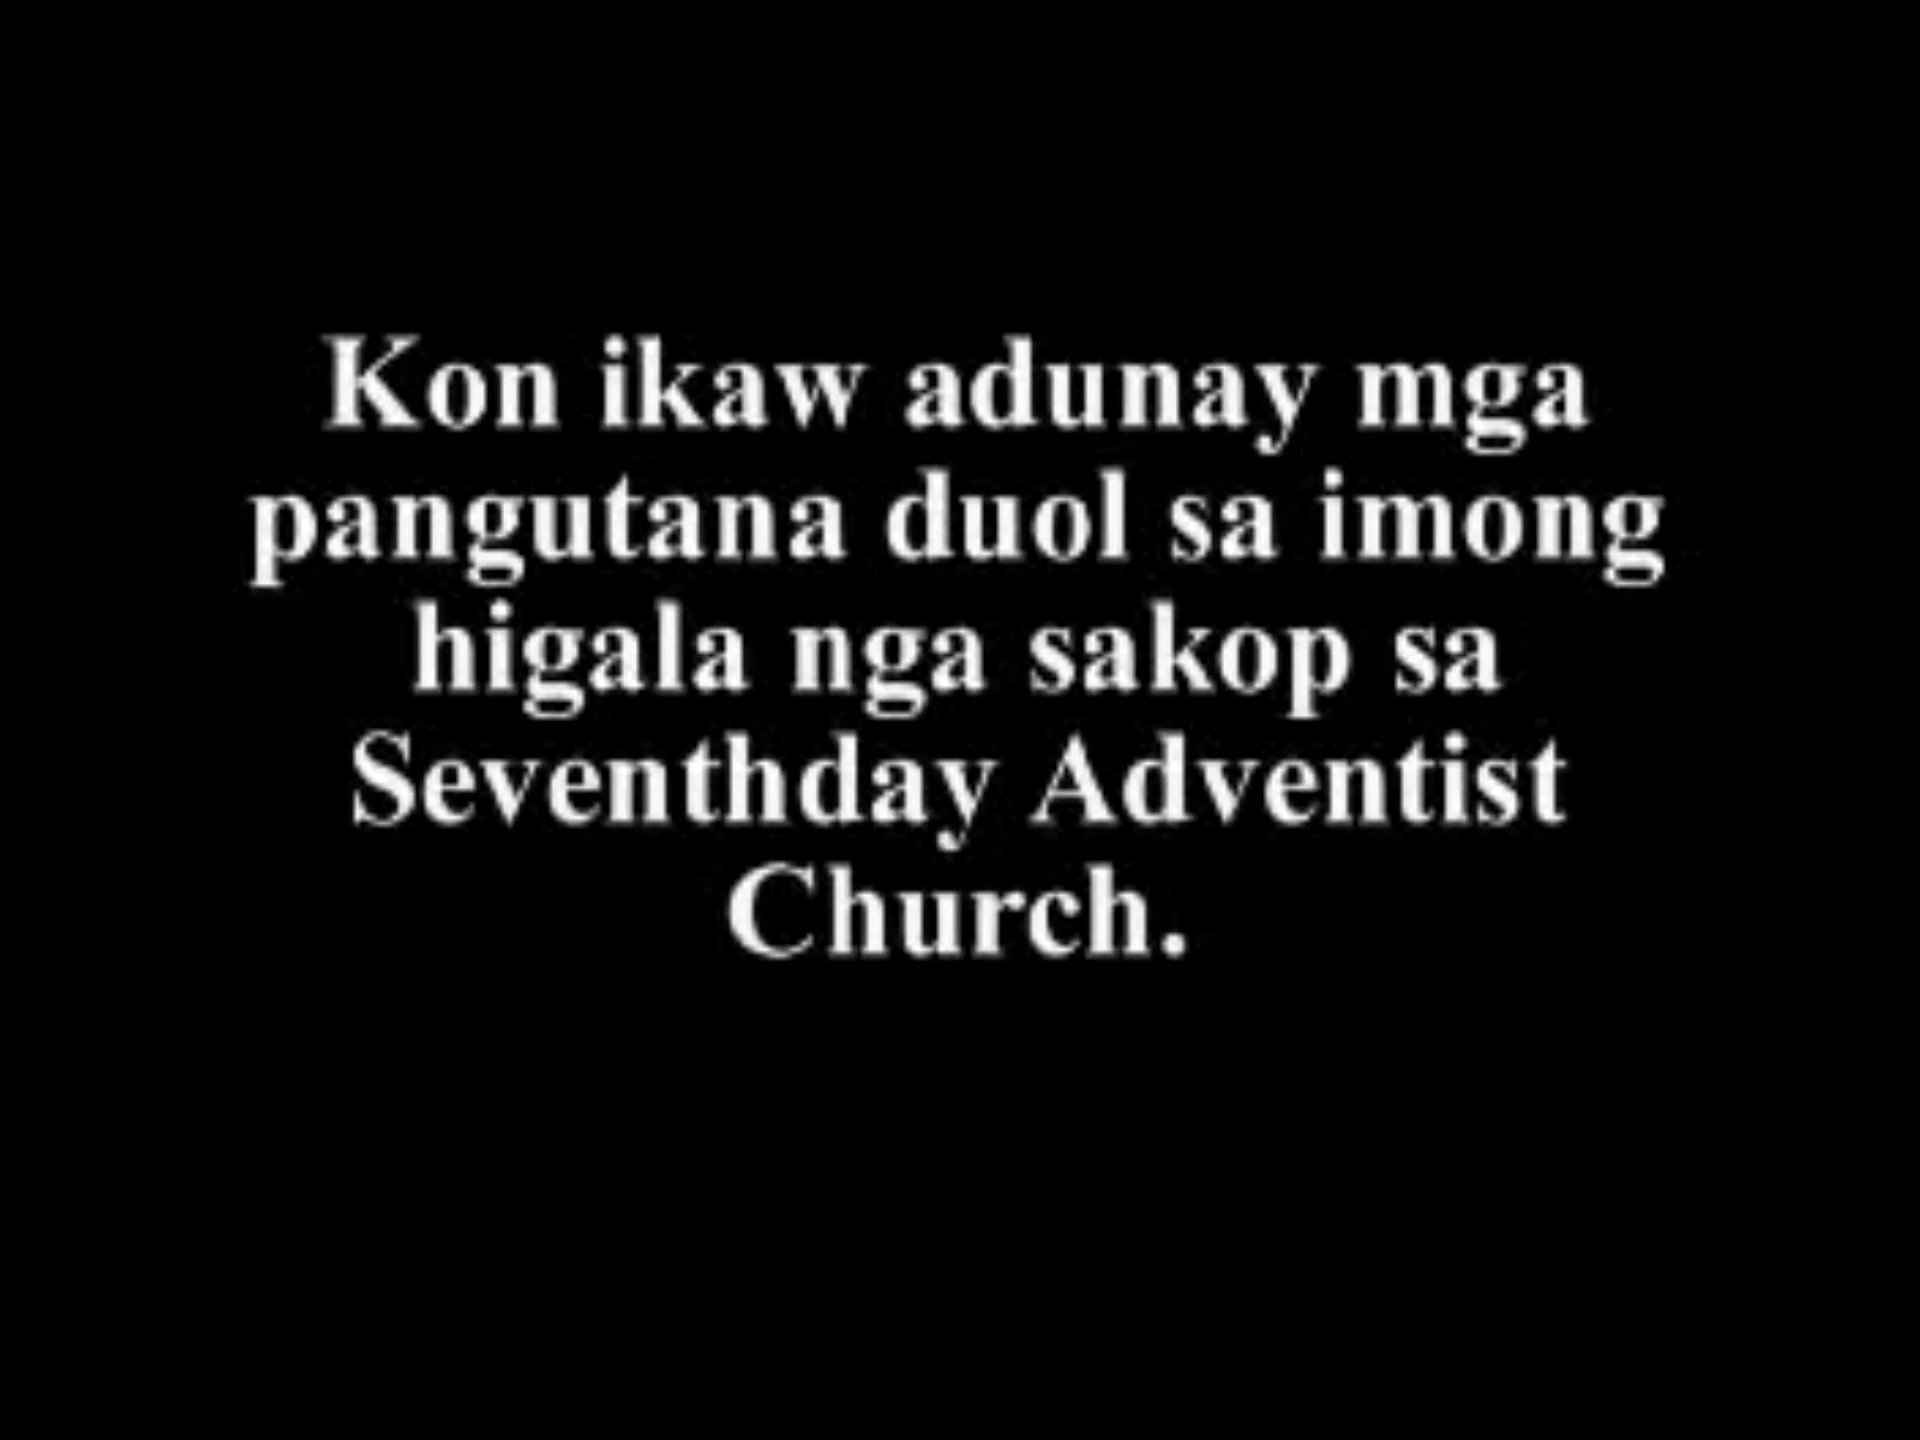 Kon ikaw adunay mga
pangutana duol sa imong
higala nga sakop sa
Seventhday Adventist
Church.